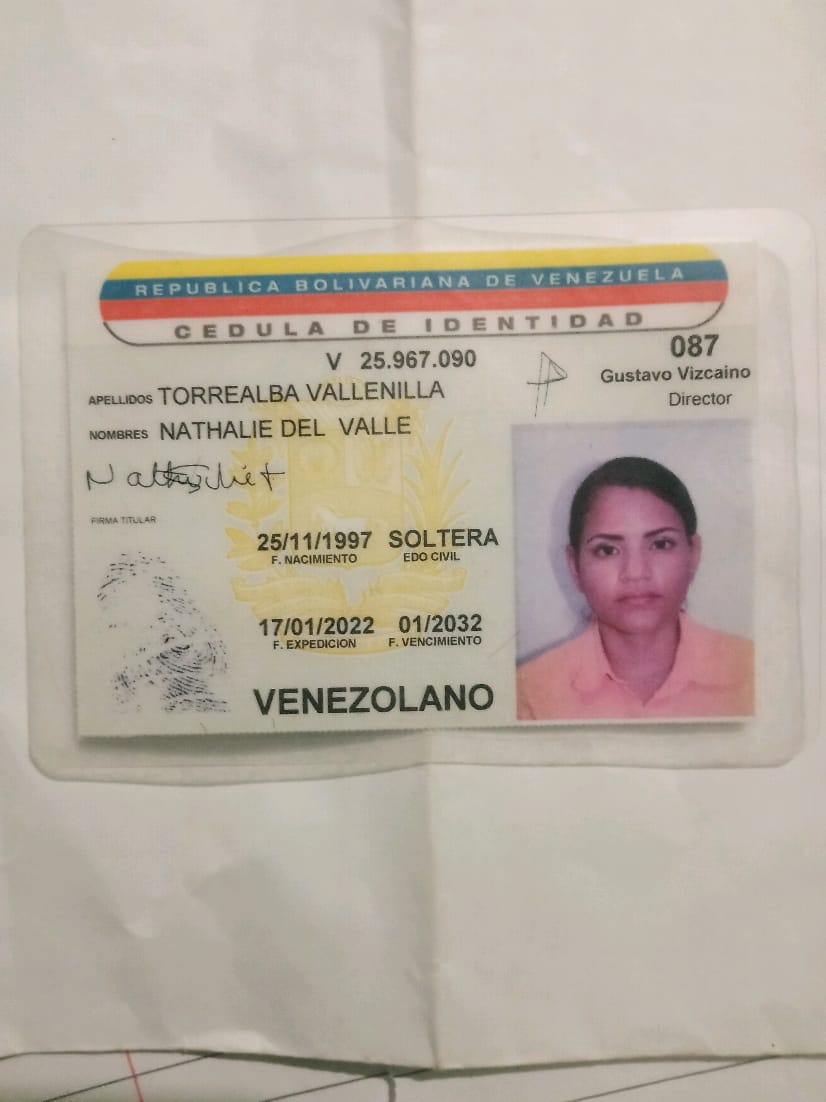 REPUBLICA BOLIVARIANA DE VENEZUELA
CEDULA DE IDENTIDAD
V 25.967.090
087
Gustavo Vizcaino
Director
APELLIDOS TORREALBA VALLENILLA
NOMBRES NATHALIE DEL VALLE
FIRMA TITULAR
25/11/1997 SOLTERA
F. NACIMIENTO EDO CIVIL
17/01/2022 01/2032
F. EXPEDICION F. VENCIMIENTO
VENEZOLANO